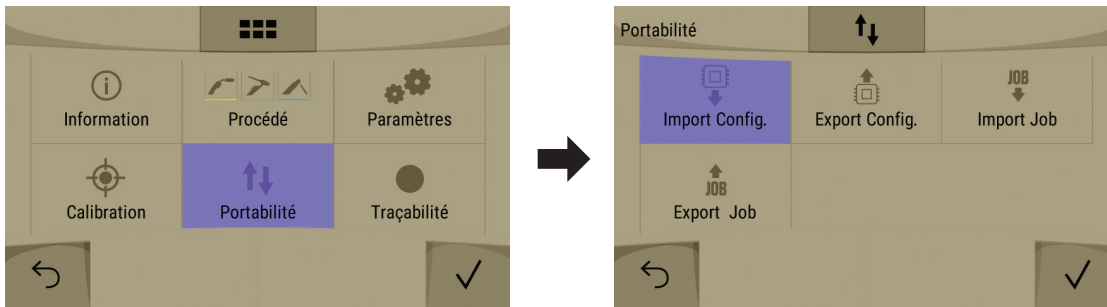 Information
Procédé
Paramètres
Calibration
Portabilité
Traçabilité
Portabilité
JOB
Import Config.
Export Config.
Import Job
JOB
Export Job